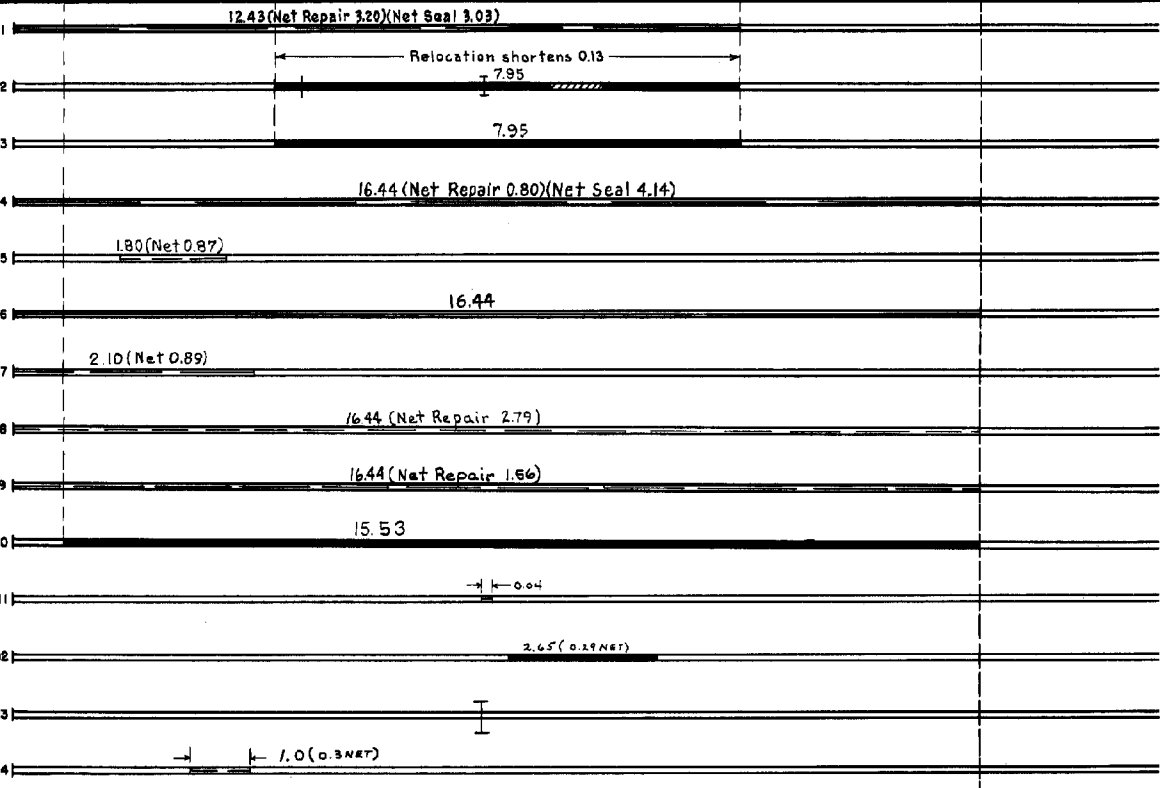 1 12.43(Net Repair 3.20)(Net Seal 3.03)
Relocation shortens 0.13
2 7.95
3 7.95
4 16.44(Net Repair 0.80)(Net Seal 4.14)
5 1.80(Net 0.87)
6 16.44
7 2.10(Net 0.89)
8 16.44(Net Repair 2.79)
9 16.44(Net Repair 1.56)
0 15.53
11 0.04
2 2.65(0.29 NET)
3
4 1.0(0.3 NET)